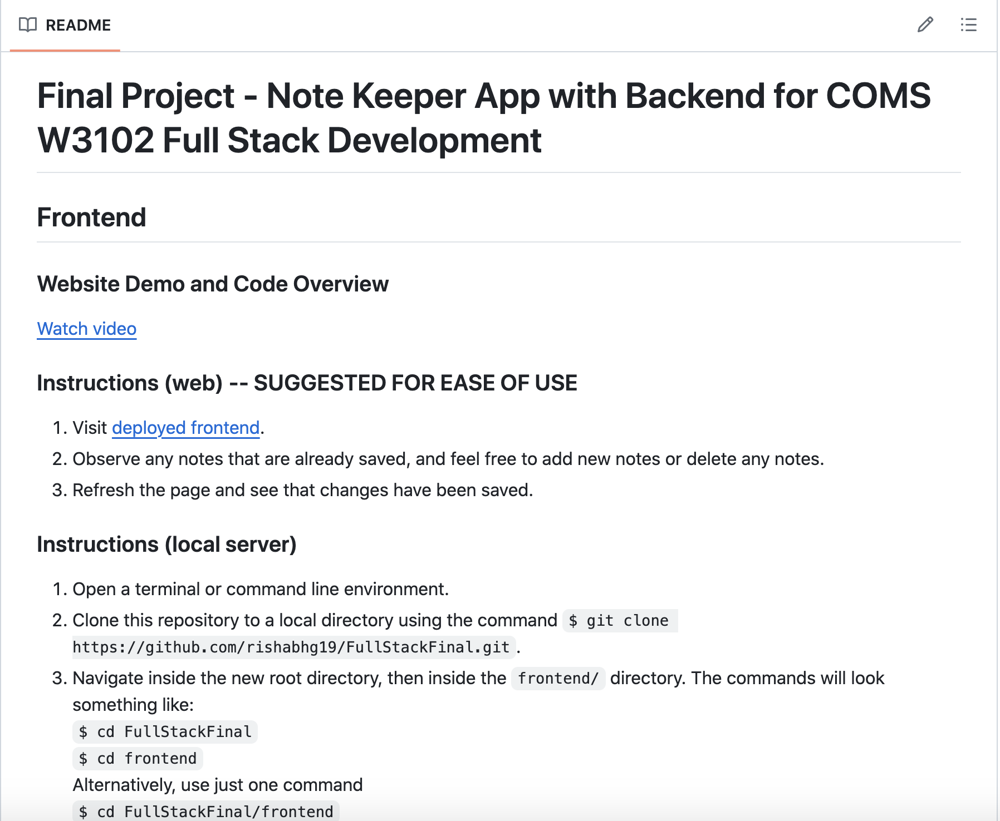 README
Final Project - Note Keeper App with Backend for COMS
W3102 Full Stack Development
Frontend
Website Demo and Code Overview
Watch video
Instructions (web) -- SUGGESTED FOR EASE OF USE
1. Visit deployed frontend.
2. Observe any notes that are already saved, and feel free to add new notes or delete any notes.
3. Refresh the page and see that changes have been saved.
Instructions (local server)
1. Open a terminal or command line environment.
2. Clone this repository to a local directory using the command $ git clone
https://github.com/rishabhg19/FullStackFinal.git.
3. Navigate inside the new root directory, then inside the frontend/ directory. The commands will look
something like:
$ cd FullStackFinal
$ cd frontend
Alternatively, use just one command
$ cd FullStackFinal/frontend